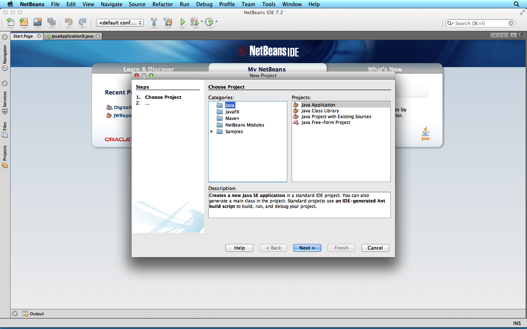 NetBeans File Edit View Navigate Source Refactor Run Debug Profile Team Tools Window Help
NetBeans IDE 7.2
<default conf...
Search (⌘+I)
Start Page JavaApplication8.java
Navigator
Services
Files
Projects
NetBeans IDE
Learn & Discover My NetBeans What's New
Recent P
Digital
JWRepo
ORACLE
es by
ter.
Java
New Project
Steps
1. Choose Project
2. ...
Choose Project
Categories:
Java
JavaFX
Maven
NetBeans Modules
Samples
Projects:
Java Application
Java Class Library
Java Project with Existing Sources
Java Free-Form Project
Description:
Creates a new Java SE application in a standard IDE project. You can also
generate a main class in the project. Standard projects use an IDE-generated Ant
build script to build, run, and debug your project.
Help < Back Next > Finish Cancel
Output
INS